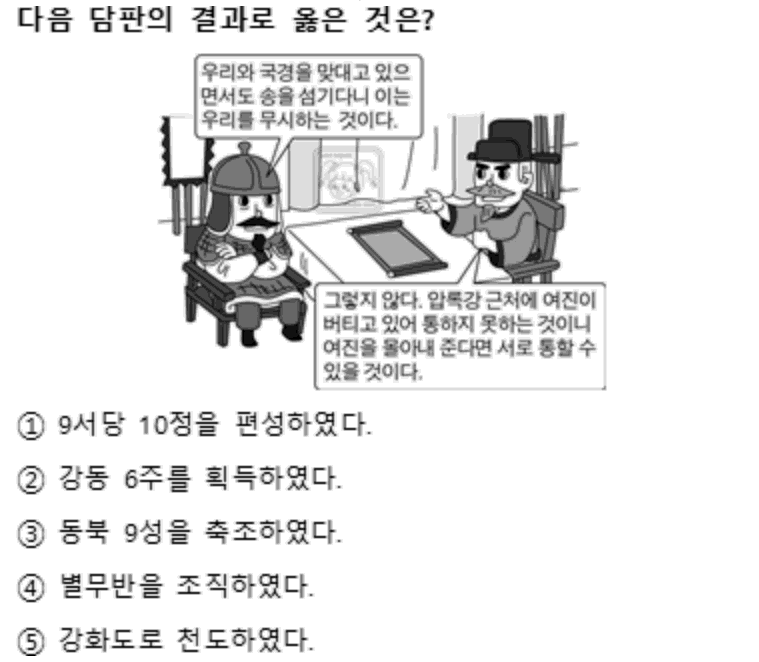 다음 담판의 결과로 옳은 것은?
우리와 국경을 맞대고 있으
면서도 송을 섬기다니 이는
우리를 무시하는 것이다.
그렇지 않다. 압록강 근처에 여진이
버티고 있어 통하지 못하는 것이니
여진을 몰아내 준다면 서로 통할 수
있을 것이다.
① 9서당 10정을 편성하였다.
② 강동 6주를 획득하였다.
③ 동북 9성을 축조하였다.
④ 별무반을 조직하였다.
⑤ 강화도로 천도하였다.